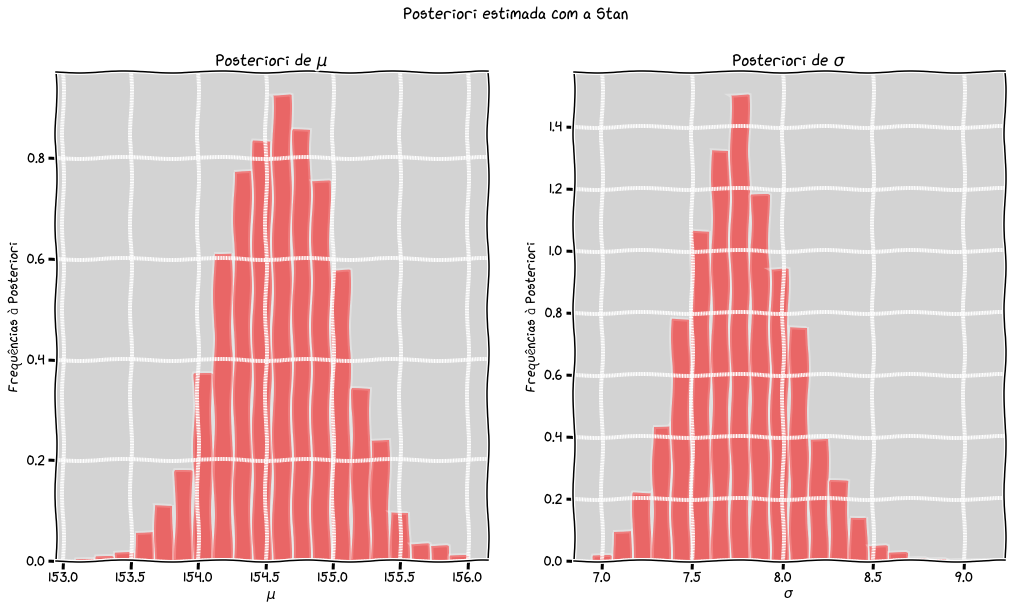 Posteriori estimada com a Stan
Posteriori de μ
Frequências à Posteriori
0.8
0.6
0.4
0.2
0.0
153.0 153.5 154.0 154.5 155.0 155.5 156.0
μ
Posteriori de σ
Frequências à Posteriori
1.4
1.2
1.0
0.8
0.6
0.4
0.2
0.0
7.0 7.5 8.0 8.5 9.0
σ